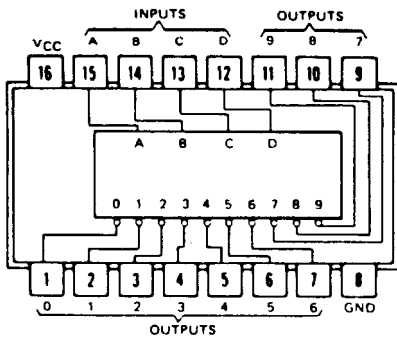 INPUTS OUTPUTS
VCC A B C D 9 8 7
16 15 14 13 12 11 10 9
A B C D
0 1 2 3 4 5 6 7 8 9
1 2 3 4 5 6 7 8
0 1 2 3 4 5 6 GND
OUTPUTS